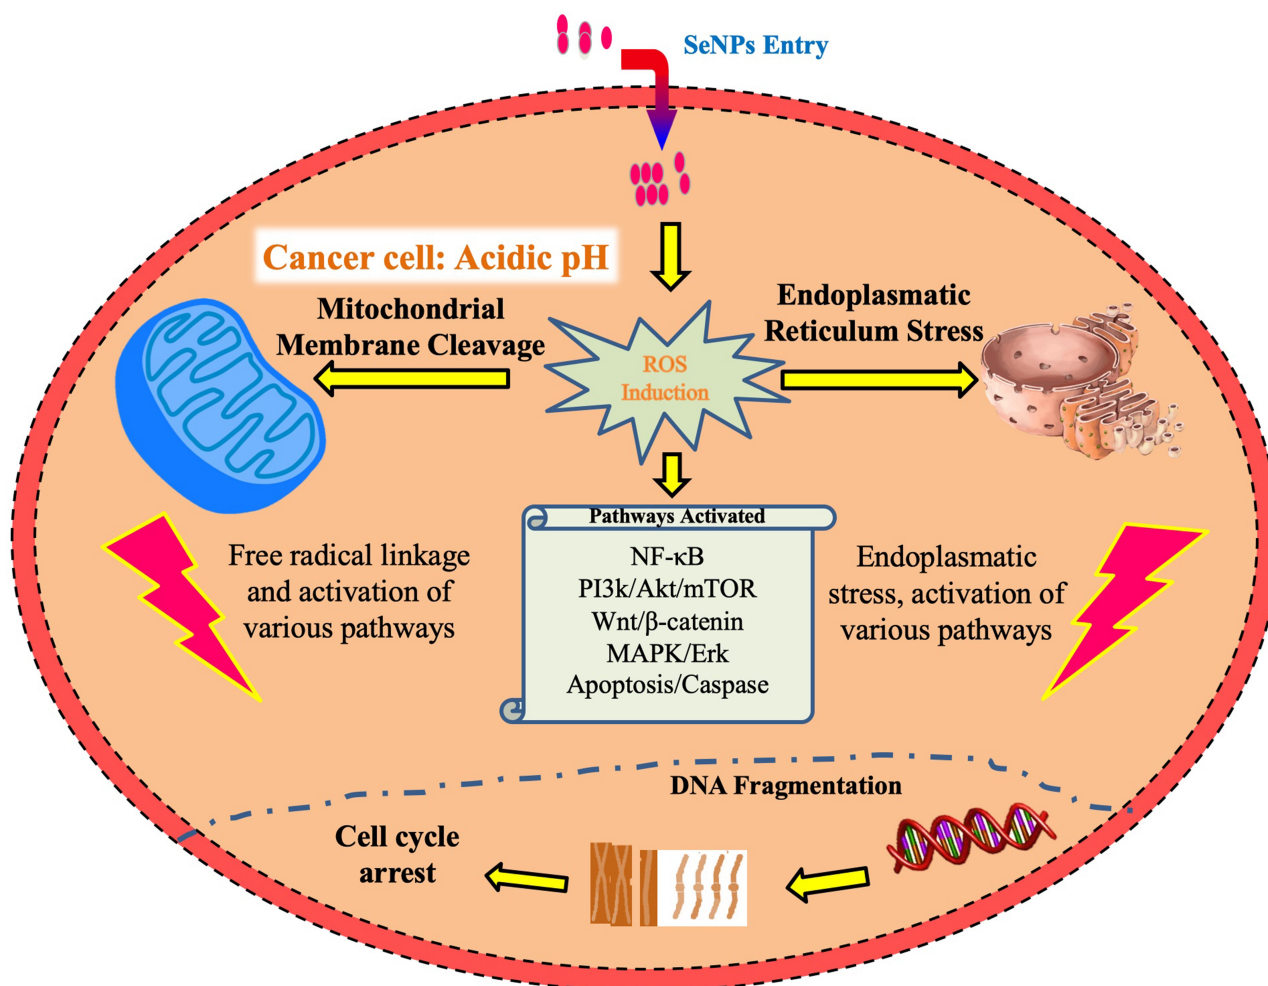 SeNPs Entry
Cancer cell: Acidic pH
Mitochondrial
Membrane Cleavage
ROS
Induction
Endoplasmatic
Reticulum Stress
Pathways Activated
NF-κB
PI3k/Akt/mTOR
Wnt/β-catenin
MAPK/Erk
Apoptosis/Caspase
Free radical linkage
and activation of
various pathways
Endoplasmatic
stress, activation of
various pathways
DNA Fragmentation
Cell cycle
arrest